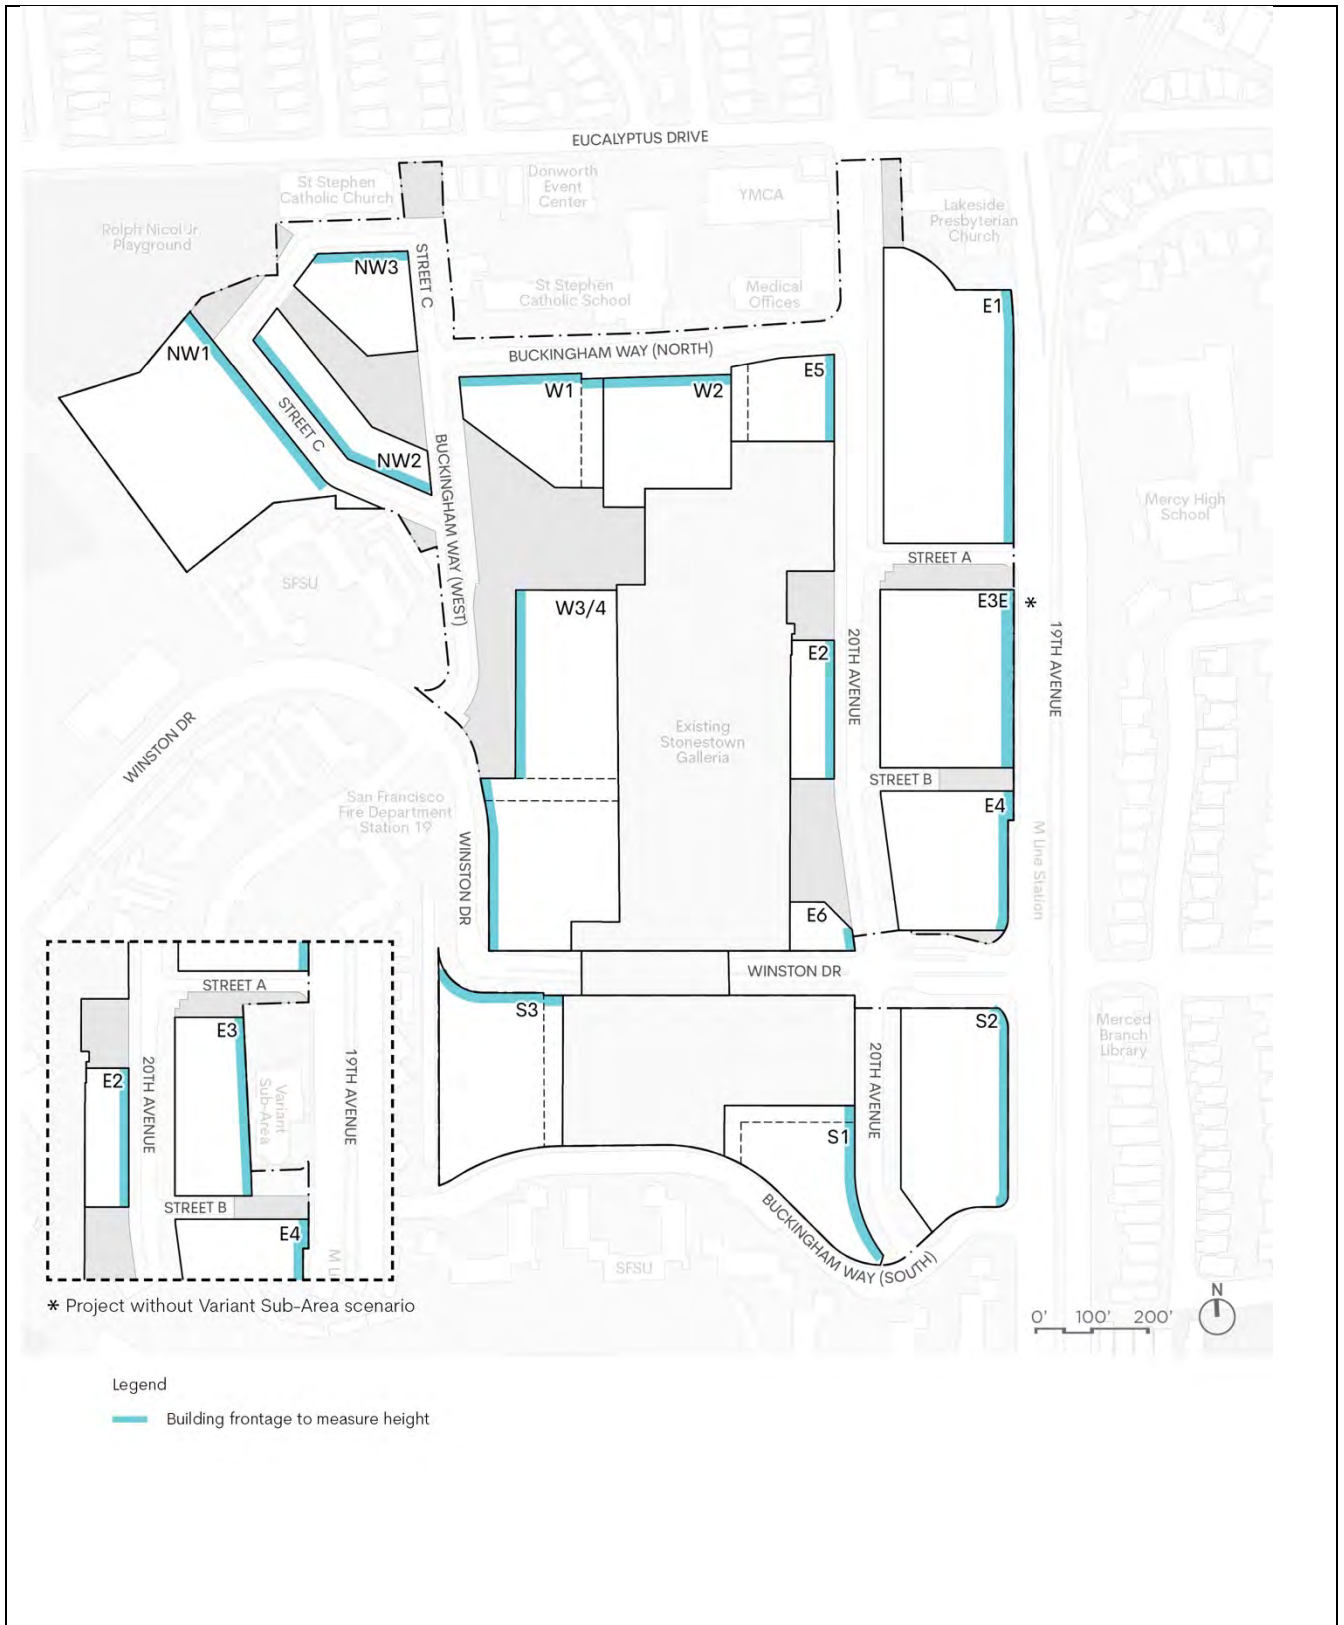 EUCALYPTUS DRIVE
St Stephen
Catholic Church
Donworth
Event
Center
YMCA
Lakeside
Presbyterian
Church
Rolph Nicol Jr.
Playground
NW3
STREET C
St Stephen
Catholic School
Medical
Offices
E1
NW1
BUCKINGHAM WAY (NORTH)
W1
W2
E5
STREET C
NW2
BUCKINGHAM WAY (WEST)
Mercy High
School
SFSU
STREET A
W3/4
E3E
*
E2
20TH AVENUE
19TH AVENUE
WINSTON DR
Existing
Stonestown
Galleria
STREET B
San Francisco
Fire Department
Station 19
E4
WINSTON DR
M Line Station
E6
WINSTON DR
S3
S2
20TH AVENUE
Merced
Branch
Library
S1
BUCKINGHAM WAY (SOUTH)
SFSU
STREET A
E3
E2
20TH AVENUE
Variant
Sub-Area
19TH AVENUE
STREET B
E4
M Li
* Project without Variant Sub-Area scenario
N
0' 100' 200'
Legend
Building frontage to measure height